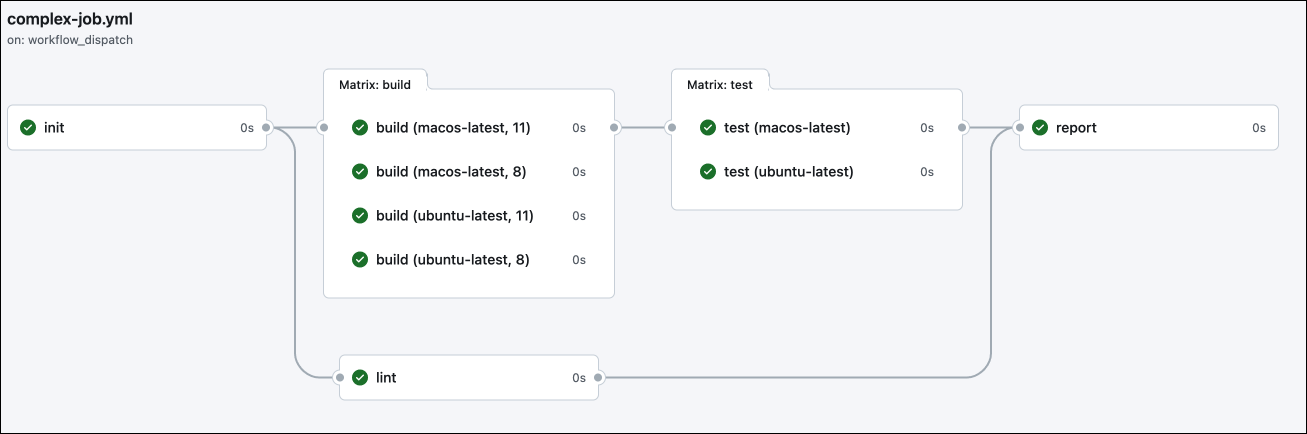 complex-job.yml
on: workflow_dispatch
init 0s
Matrix: build
build (macos-latest, 11) 0s
build (macos-latest, 8) 0s
build (ubuntu-latest, 11) 0s
build (ubuntu-latest, 8) 0s
lint 0s
Matrix: test
test (macos-latest) 0s
test (ubuntu-latest) 0s
report 0s